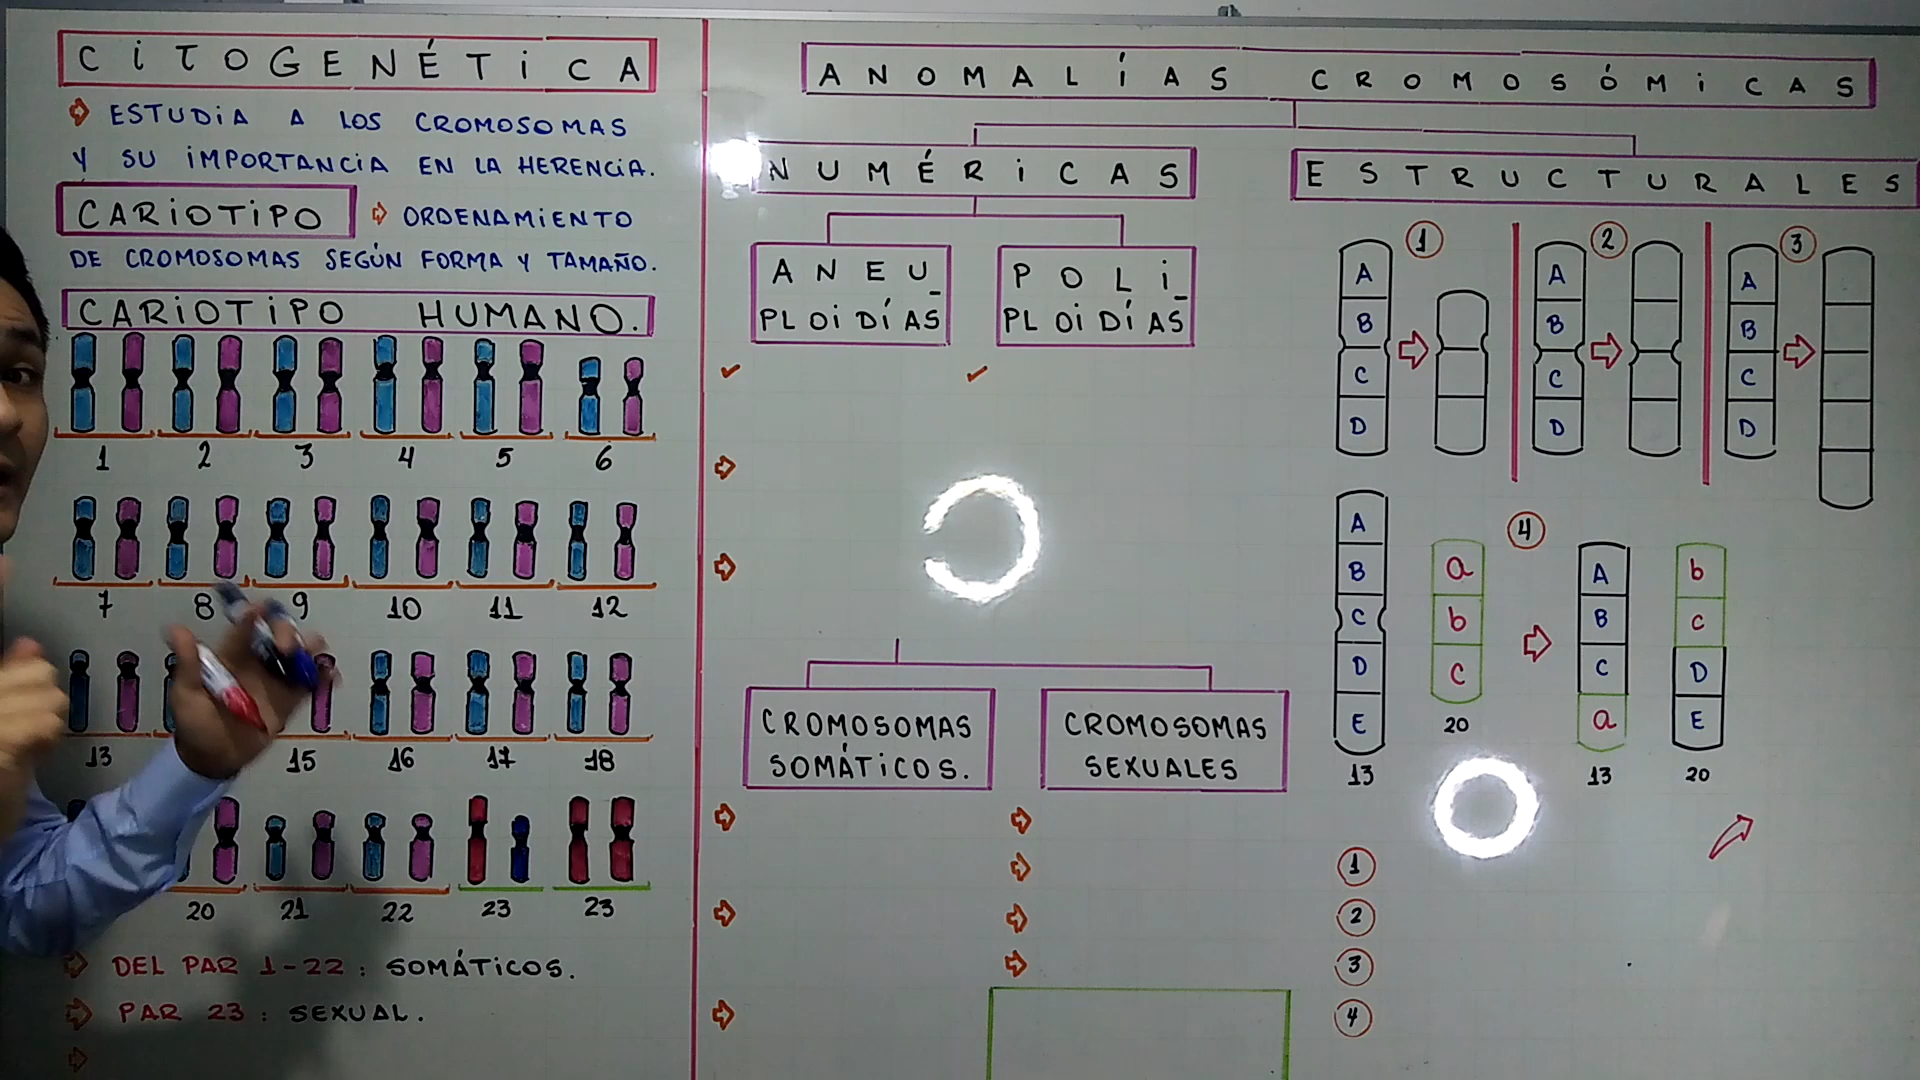 CiTOGENÉTiCA
ESTUDiA A LOS CROMOSOMAS
Y SU iMPORTANCiA EN LA HERENCiA.
CARiOTiPO ORDENAMiENTO
DE CROMOSOMAS SEGÚN FORMA Y TAMAÑO.
CARiOTiPO HUMANO.
1 2 3 4 5 6
7 8 9 10 11 12
13 15 16 17 18
20 21 22 23 23
DEL PAR 1-22: SOMÁTiCOS.
PAR 23: SEXUAL.
ANOMALÍAS CROMOSÓMiCAS
NUMÉRiCAS
ANEU_
PLOiDÍAS
POLi_
PLOiDÍAS
CROMOSOMAS
SOMÁTiCOS.
CROMOSOMAS
SEXUALES
ESTRUCTURALES
1 2 3
A A A
B B B
C C C
D D D
4
A
B a A b
C b B c
D c C D
E a E
13 20 13 20
1
2
3
4